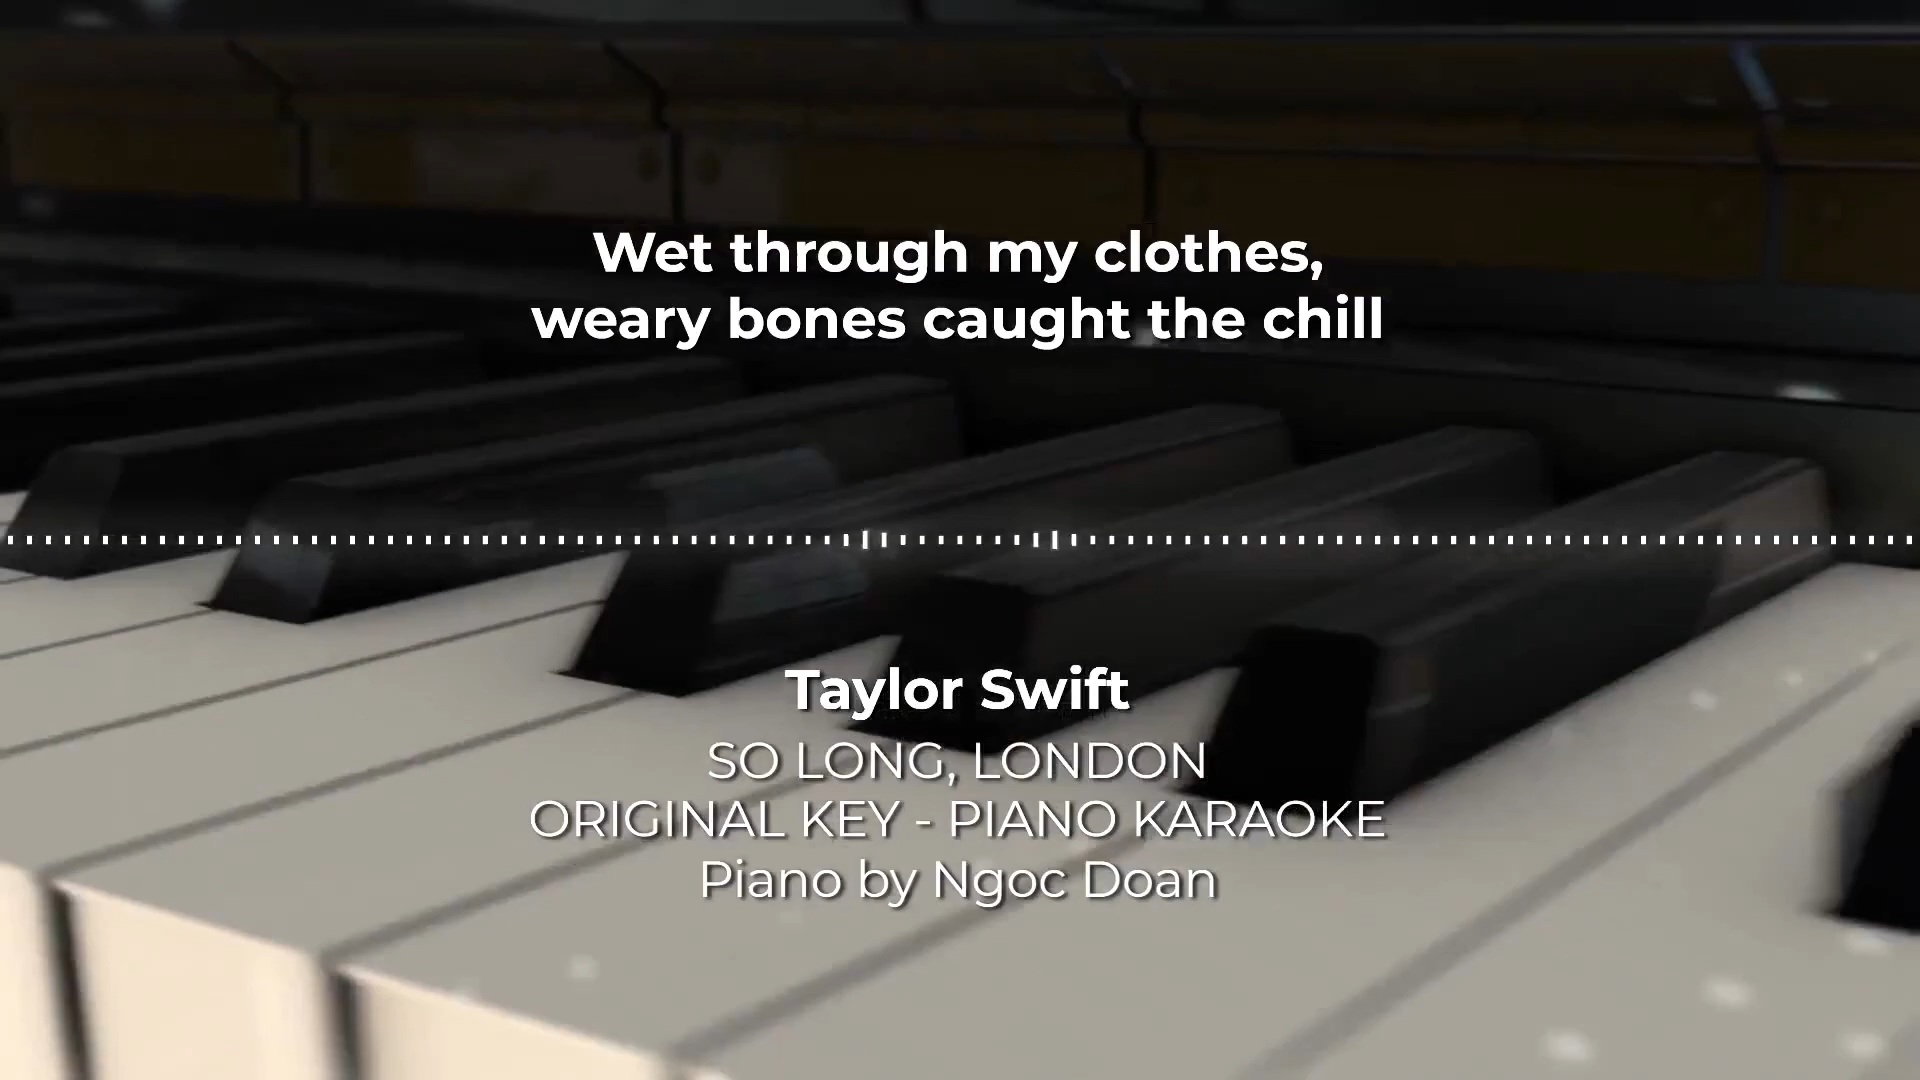 Wet through my clothes,
weary bones caught the chill
Taylor Swift
SO LONG, LONDON
ORIGINAL KEY - PIANO KARAOKE
Piano by Ngoc Doan